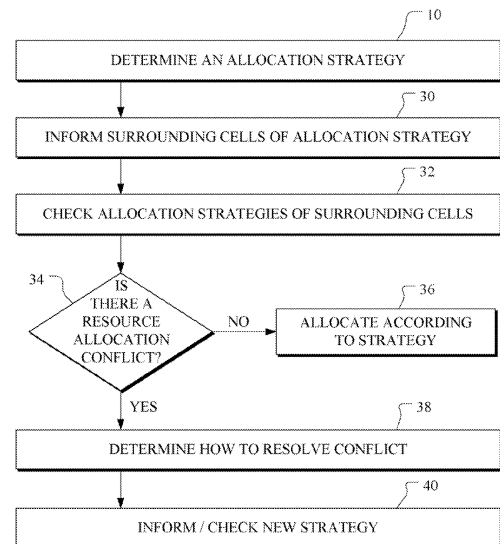 10
DETERMINE AN ALLOCATION STRATEGY
30
INFORM SURROUNDING CELLS OF ALLOCATION STRATEGY
32
CHECK ALLOCATION STRATEGIES OF SURROUNDING CELLS
34
IS
THERE A
RESOURCE
ALLOCATION
CONFLICT?
NO
36
ALLOCATE ACCORDING
TO STRATEGY
YES
38
DETERMINE HOW TO RESOLVE CONFLICT
40
INFORM / CHECK NEW STRATEGY